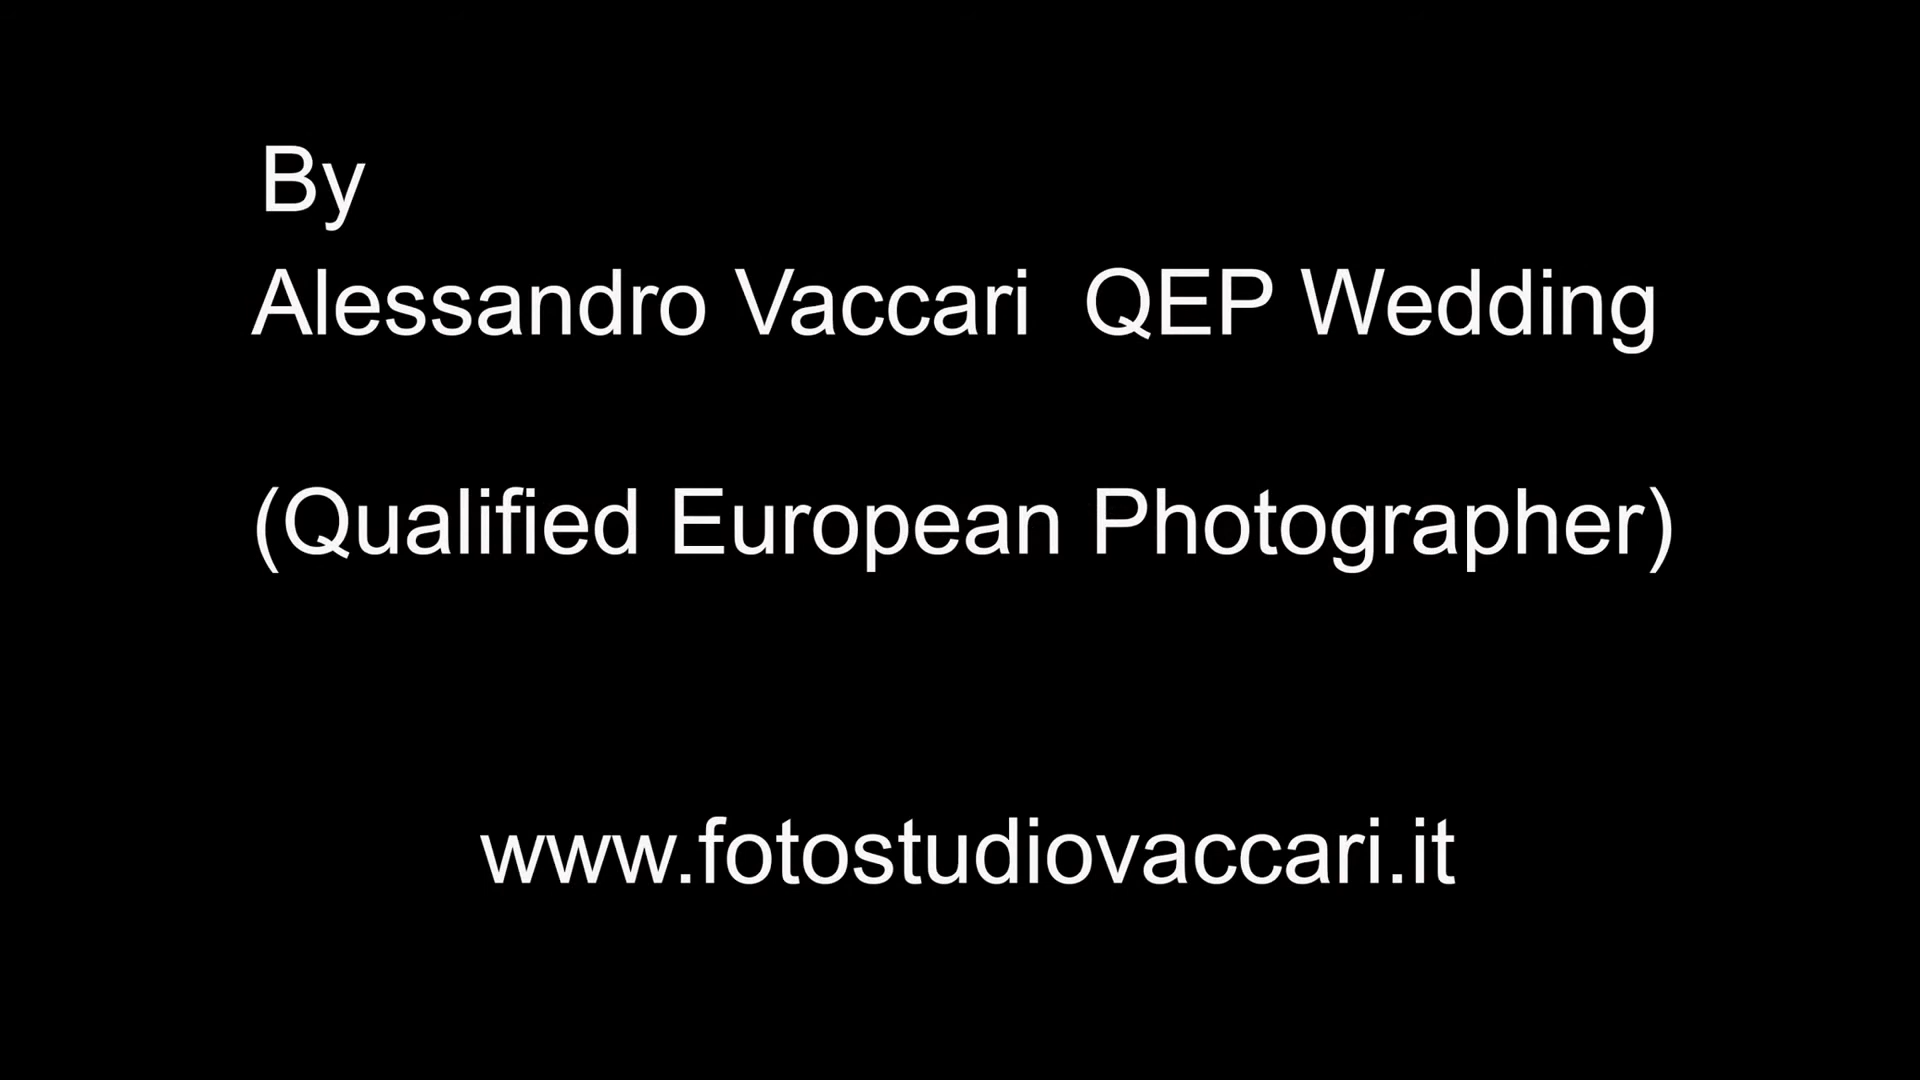 By
Alessandro Vaccari  QEP Wedding
(Qualified European Photographer)
www.fotostudiovaccari.it